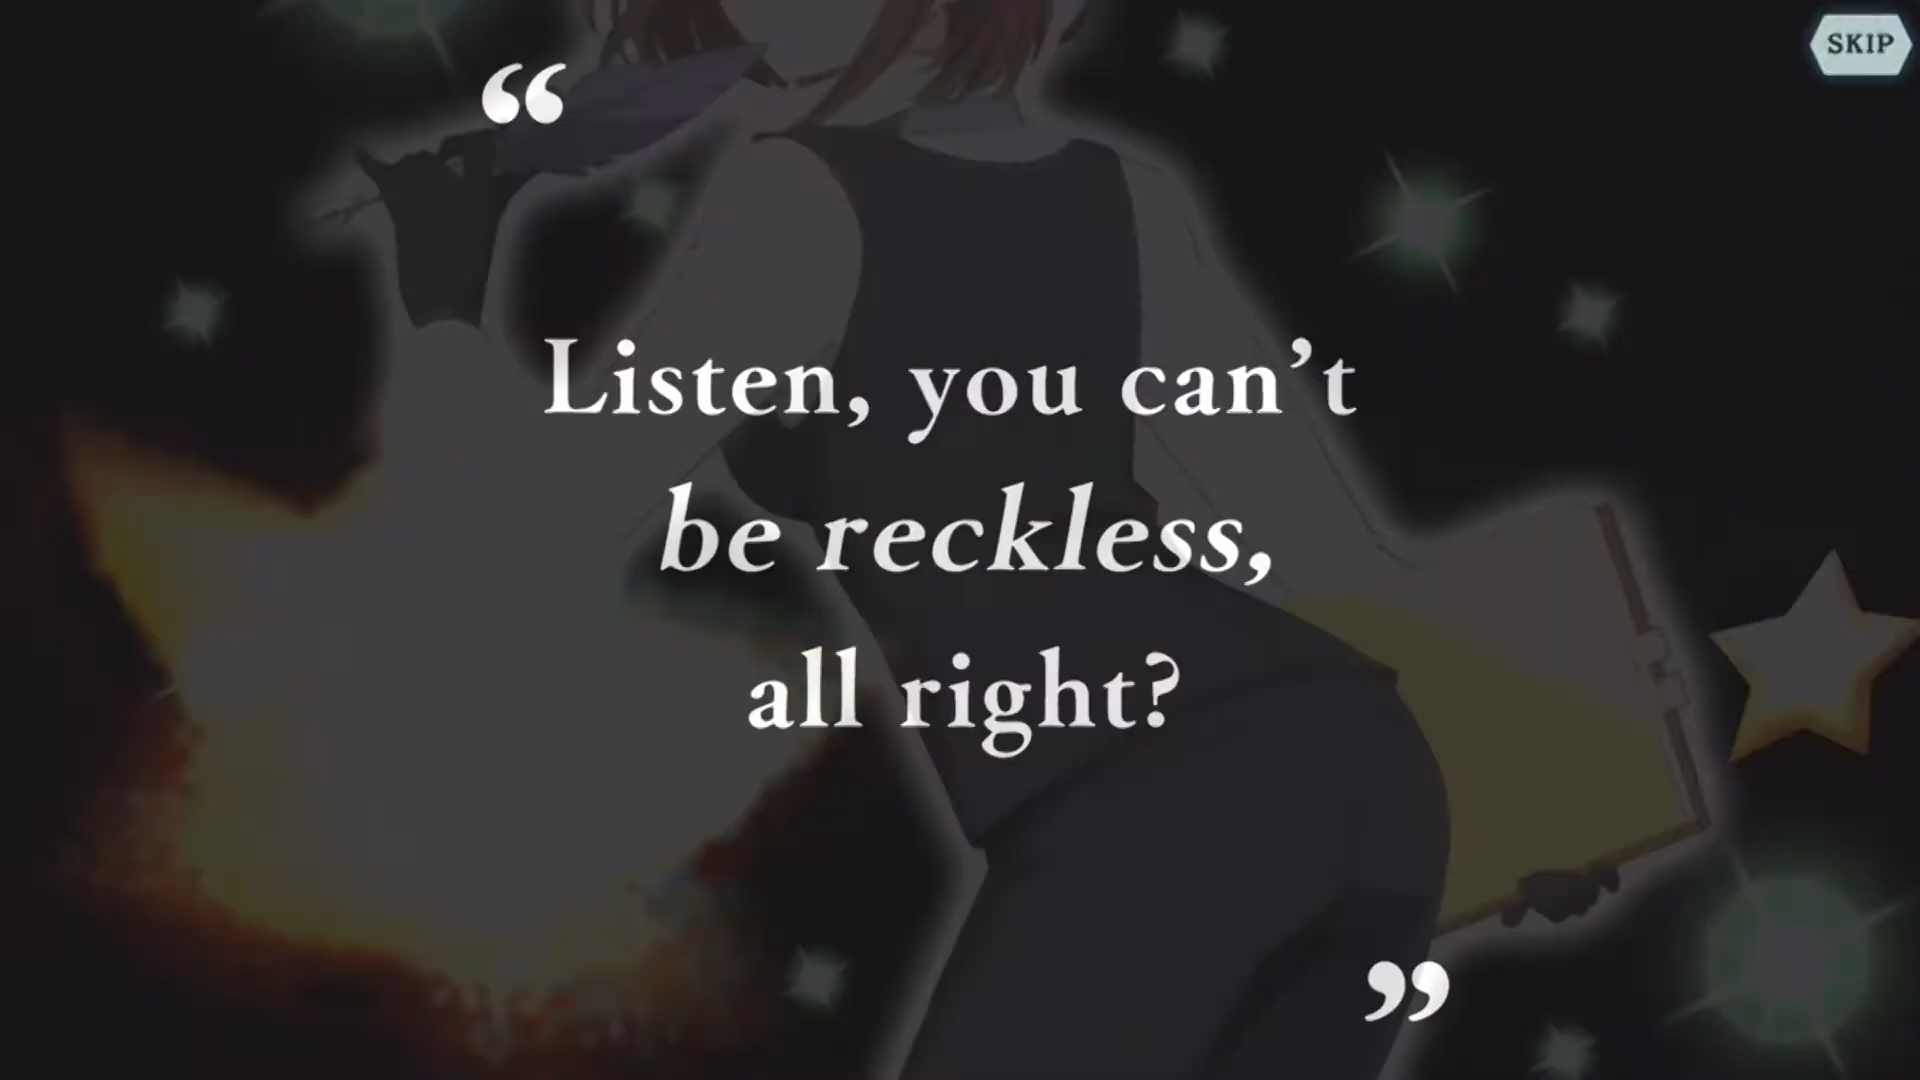 SKIP
“
Listen, you can’t
be reckless,
all right?
”